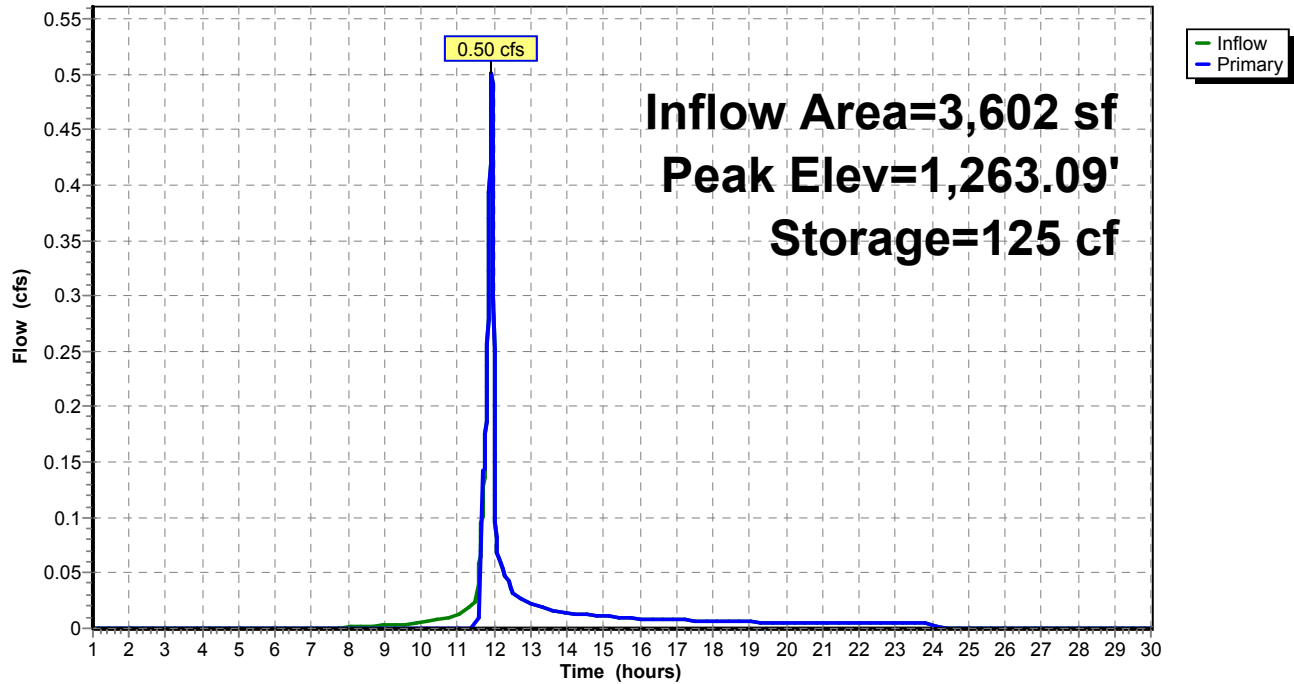 0.50 cfs
Inflow
Primary
Inflow Area=3,602 sf
Peak Elev=1,263.09'
Storage=125 cf
Flow (cfs)
0.55
0.5
0.45
0.4
0.35
0.3
0.25
0.2
0.15
0.1
0.05
0
1 2 3 4 5 6 7 8 9 10 11 12 13 14 15 16 17 18 19 20 21 22 23 24 25 26 27 28 29 30
Time (hours)